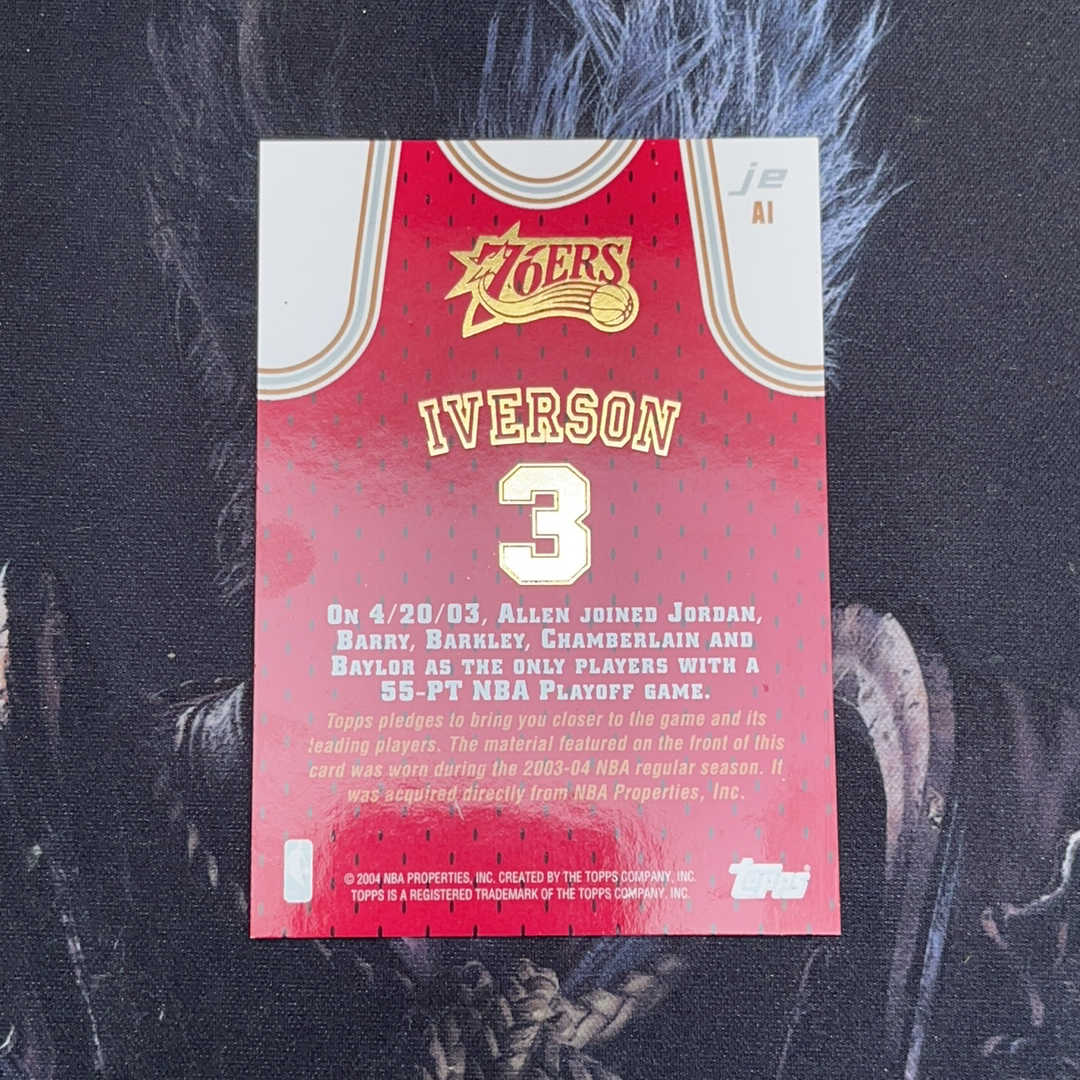 je
AI
76ERS
IVERSON
3
ON 4/20/03, ALLEN JOINED JORDAN,
BARRY, BARKLEY, CHAMBERLAIN AND
BAYLOR AS THE ONLY PLAYERS WITH A
55-PT NBA PLAYOFF GAME.
Topps pledges to bring you closer to the game and its
leading players. The material featured on the front of this
card was worn during the 2003-04 NBA regular season. It
was acquired directly from NBA Properties, Inc.
© 2004 NBA PROPERTIES, INC. CREATED BY THE TOPPS COMPANY, INC.
TOPPS IS A REGISTERED TRADEMARK OF THE TOPPS COMPANY, INC.
topps